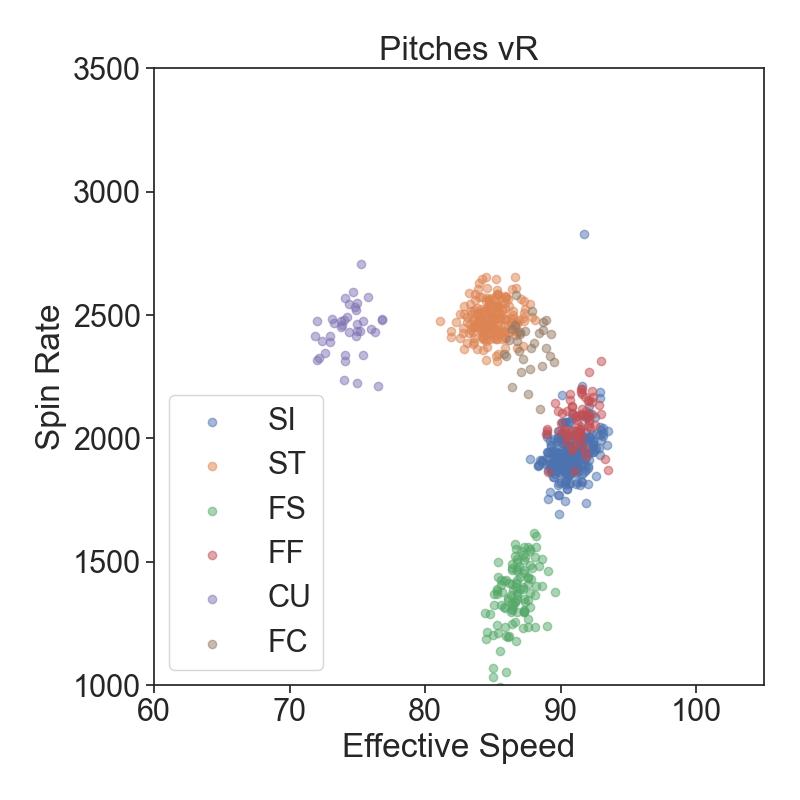 Pitches vR
3500
3000
2500
2000
1500
1000
Spin Rate
SI
ST
FS
FF
CU
FC
60
70
80
90
100
Effective Speed